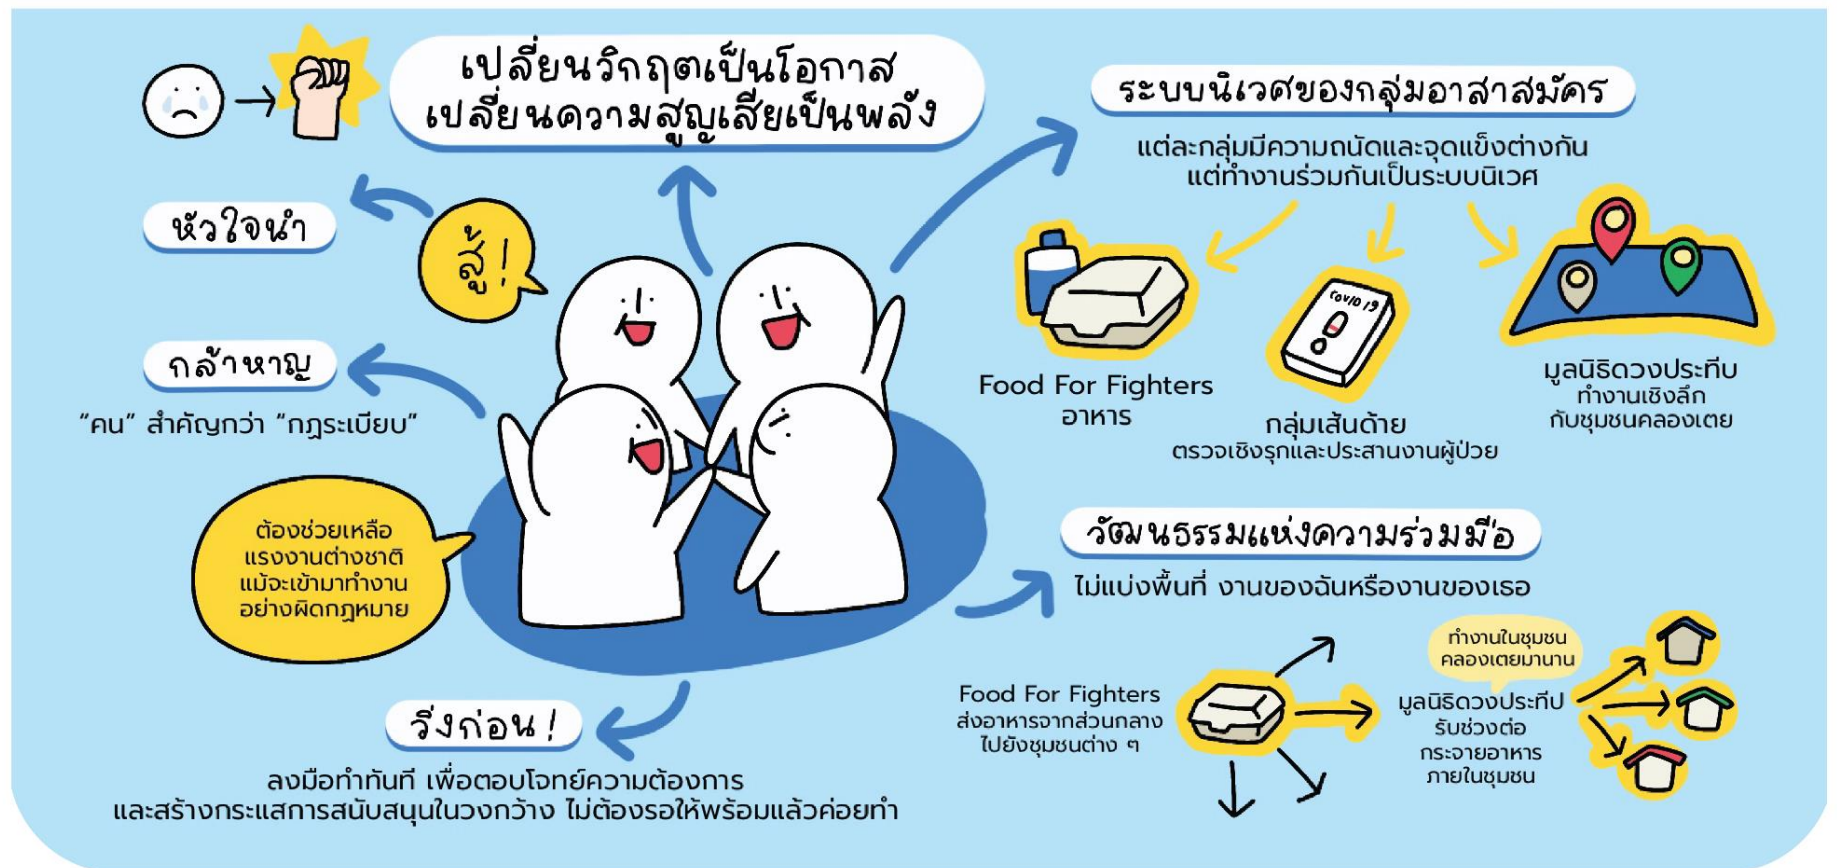 เปลี่ยนวิกฤตเป็นโอกาส
เปลี่ยนความสูญเสียเป็นพลัง
หัวใจนำ
สู้!
กล้าหาญ
“คน” สำคัญกว่า “กฎระเบียบ”
ต้องช่วยเหลือ
แรงงานต่างชาติ
แม้จะเข้ามาทำงาน
อย่างผิดกฎหมาย
วิ่งก่อน!
ลงมือทำทันที เพื่อตอบโจทย์ความต้องการ
และสร้างกระแสการสนับสนุนในวงกว้าง ไม่ต้องรอให้พร้อมแล้วค่อยทำ
ระบบนิเวศของกลุ่มอาสาสมัคร
แต่ละกลุ่มมีความถนัดและจุดแข็งต่างกัน
แต่ทำงานร่วมกันเป็นระบบนิเวศ
Food For Fighters
อาหาร
COVID 19
กลุ่มเส้นด้าย
ตรวจเชิงรุกและประสานงานผู้ป่วย
มูลนิธิดวงประทีบ
ทำงานเชิงลึก
กับชุมชนคลองเตย
วัฒนธรรมแห่งความร่วมมือ
ไม่แบ่งพื้นที่ งานของฉันหรืองานของเธอ
Food For Fighters
ส่งอาหารจากส่วนกลาง
ไปยังชุมชนต่าง ๆ
ทำงานในชุมชน
คลองเตยมานาน
มูลนิธิดวงประทีป
รับช่วงต่อ
กระจายอาหาร
ภายในชุมชน